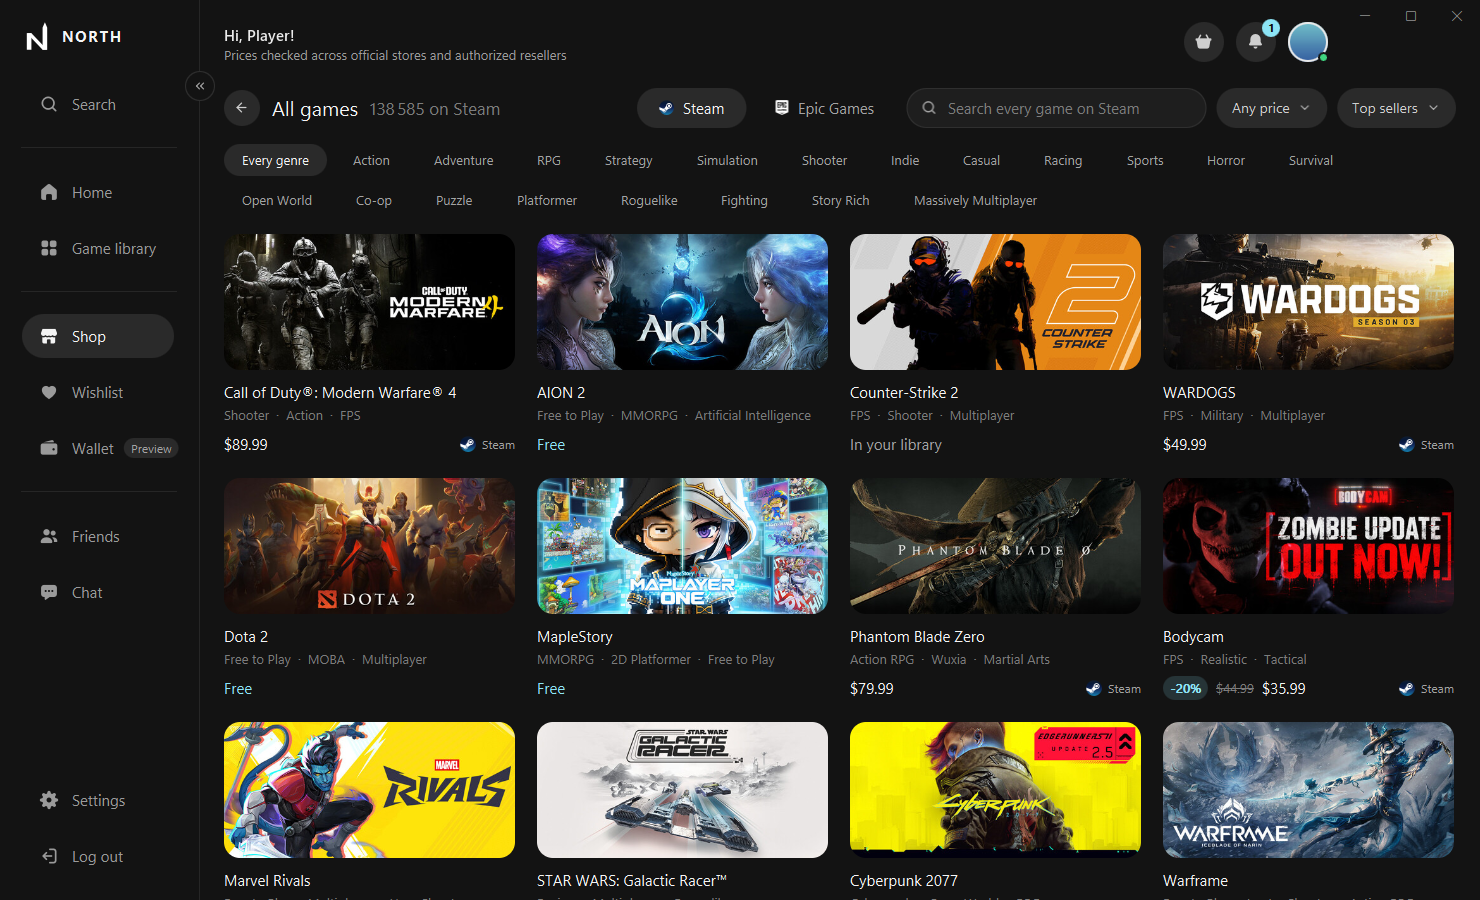 NORTH
Hi, Player!
Prices checked across official stores and authorized resellers
1
Search
Home
Game library
Shop
Wishlist
Wallet Preview
Friends
Chat
Settings
Log out
All games 138 585 on Steam
Steam
Epic Games
Search every game on Steam
Any price
Top sellers
Every genre Action Adventure RPG Strategy Simulation Shooter Indie Casual Racing Sports Horror Survival
Open World Co-op Puzzle Platformer Roguelike Fighting Story Rich Massively Multiplayer
CALL OF DUTY
MODERN
WARFARE 4
Call of Duty®: Modern Warfare® 4
Shooter · Action · FPS
$89.99 Steam
AION 2
AION 2
Free to Play · MMORPG · Artificial Intelligence
Free
2
COUNTER
STRIKE
Counter-Strike 2
FPS · Shooter · Multiplayer
In your library
WARDOGS
SEASON 03
WARDOGS
FPS · Military · Multiplayer
$49.99 Steam
DOTA 2
Dota 2
Free to Play · MOBA · Multiplayer
Free
MapleStory
MAPLAYER
ONE
MapleStory
MMORPG · 2D Platformer · Free to Play
Free
PHANTOM BLADE 0
Phantom Blade Zero
Action RPG · Wuxia · Martial Arts
$79.99 Steam
BODYCAM
ZOMBIE UPDATE
OUT NOW!
Bodycam
FPS · Realistic · Tactical
-20% $44.99 $35.99 Steam
MARVEL
RIVALS
Marvel Rivals
STAR WARS
GALACTIC
RACER
STAR WARS: Galactic Racer™
EDGERUNNERS
UPDATE 2.5
Cyberpunk
Cyberpunk 2077
WARFRAME
Warframe